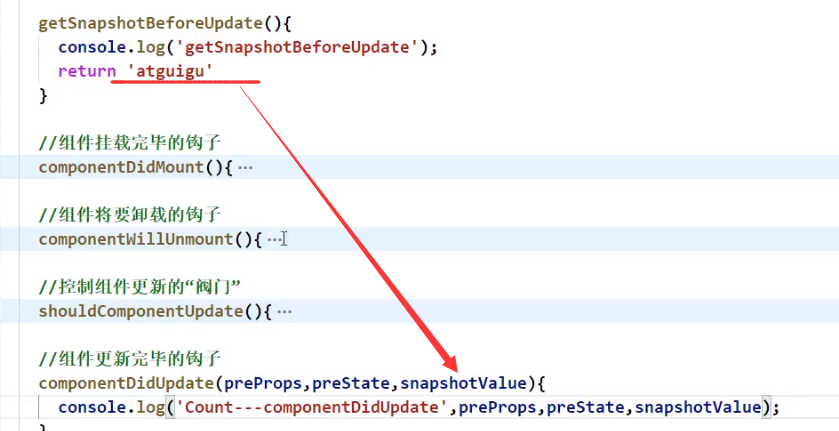 getSnapshotBeforeUpdate(){
console.log('getSnapshotBeforeUpdate');
return 'atguigu'
}
//组件挂载完毕的钩子
componentDidMount(){ ···
//组件将要卸载的钩子
componentWillUnmount(){ ···
//控制组件更新的“阀门”
shouldComponentUpdate(){ ···
//组件更新完毕的钩子
componentDidUpdate(preProps,preState,snapshotValue){
console.log('Count---componentDidUpdate',preProps,preState,snapshotValue);
}